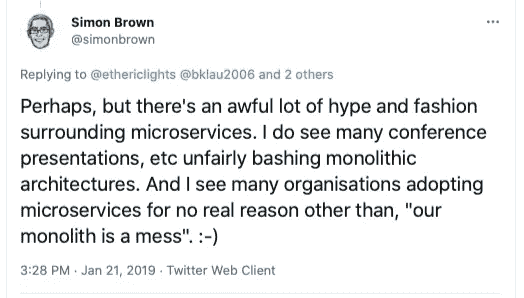 Simon Brown
@simonbrown
Replying to @ethericlights @bklau2006 and 2 others
Perhaps, but there's an awful lot of hype and fashion
surrounding microservices. I do see many conference
presentations, etc unfairly bashing monolithic
architectures. And I see many organisations adopting
microservices for no real reason other than, "our
monolith is a mess". :-)
3:28 PM · Jan 21, 2019 · Twitter Web Client